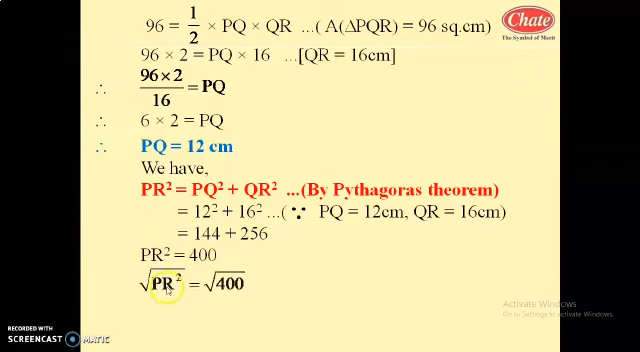 96 = 1/2 × PQ × QR ...( A(ΔPQR) = 96 sq.cm)
Chate
The Symbol of Merit
96 × 2 = PQ × 16 ...[QR = 16cm]
∴ 96 × 2 / 16 = PQ
∴ 6 × 2 = PQ
∴ PQ = 12 cm
We have,
PR² = PQ² + QR² ...(By Pythagoras theorem)
= 12² + 16² ...( ∵ PQ = 12cm, QR = 16cm)
= 144 + 256
PR² = 400
√PR² = √400
Activate Windows
Go to Settings to activate Windows.
RECORDED WITH
SCREENCAST MATIC